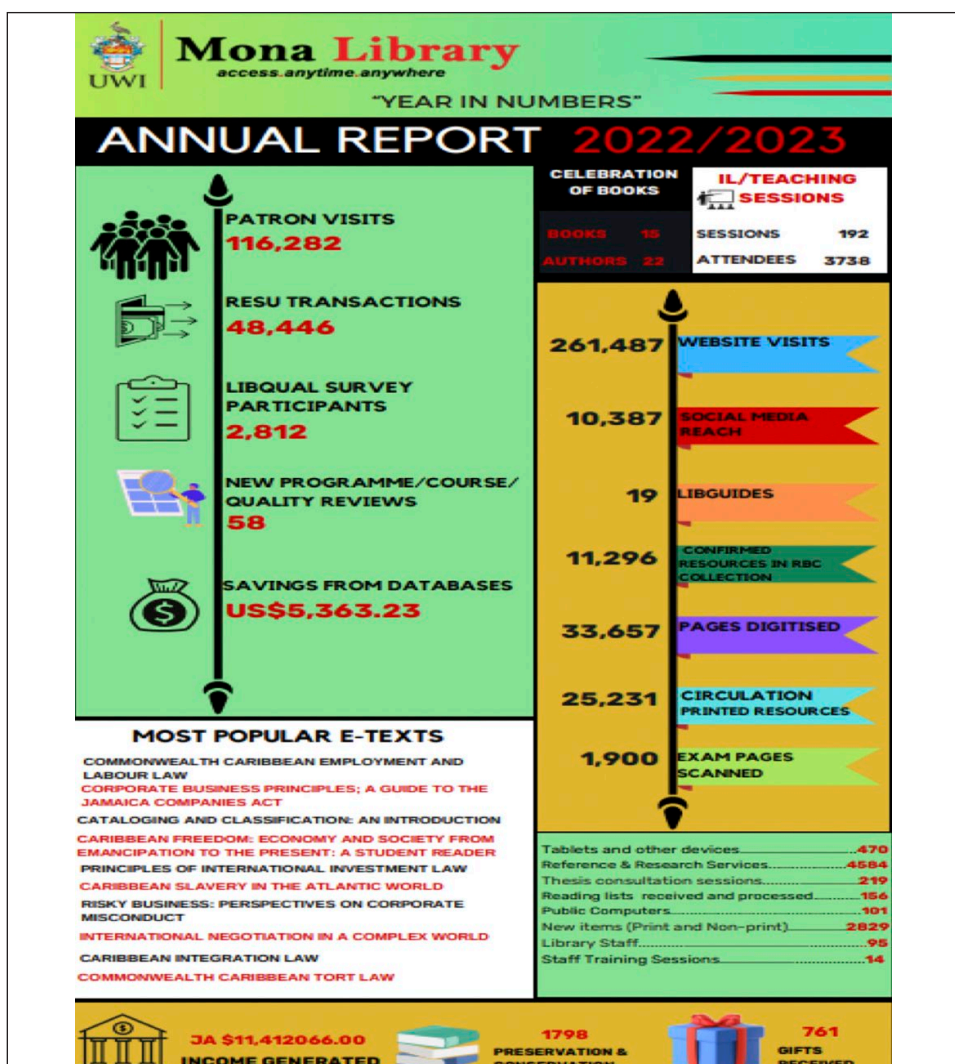 UWI
Mona Library
access.anytime.anywhere
"YEAR IN NUMBERS"
ANNUAL REPORT 2022/2023
PATRON VISITS
116,282
RESU TRANSACTIONS
48,446
LIBQUAL SURVEY
PARTICIPANTS
2,812
NEW PROGRAMME/COURSE/
QUALITY REVIEWS
58
SAVINGS FROM DATABASES
US$5,363.23
CELEBRATION
OF BOOKS
BOOKS 15
AUTHORS 22
IL/TEACHING
SESSIONS
SESSIONS 192
ATTENDEES 3738
261,487 WEBSITE VISITS
10,387 SOCIAL MEDIA
REACH
19 LIBGUIDES
11,296 CONFIRMED
RESOURCES IN RBC
COLLECTION
33,657 PAGES DIGITISED
25,231 CIRCULATION
PRINTED RESOURCES
1,900 EXAM PAGES
SCANNED
MOST POPULAR E-TEXTS
COMMONWEALTH CARIBBEAN EMPLOYMENT AND
LABOUR LAW
CORPORATE BUSINESS PRINCIPLES; A GUIDE TO THE
JAMAICA COMPANIES ACT
CATALOGING AND CLASSIFICATION: AN INTRODUCTION
CARIBBEAN FREEDOM: ECONOMY AND SOCIETY FROM
EMANCIPATION TO THE PRESENT: A STUDENT READER
PRINCIPLES OF INTERNATIONAL INVESTMENT LAW
CARIBBEAN SLAVERY IN THE ATLANTIC WORLD
RISKY BUSINESS: PERSPECTIVES ON CORPORATE
MISCONDUCT
INTERNATIONAL NEGOTIATION IN A COMPLEX WORLD
CARIBBEAN INTEGRATION LAW
COMMONWEALTH CARIBBEAN TORT LAW
Tablets and other devices..........470
Reference & Research Services..........4584
Thesis consultation sessions..........219
Reading lists received and processed..........156
Public Computers..........101
New items (Print and Non-print)..........2829
Library Staff..........95
Staff Training Sessions..........14
JA $11,412066.00
INCOME GENERATED
1798
PRESERVATION &
CONSERVATION
761
GIFTS
RECEIVED